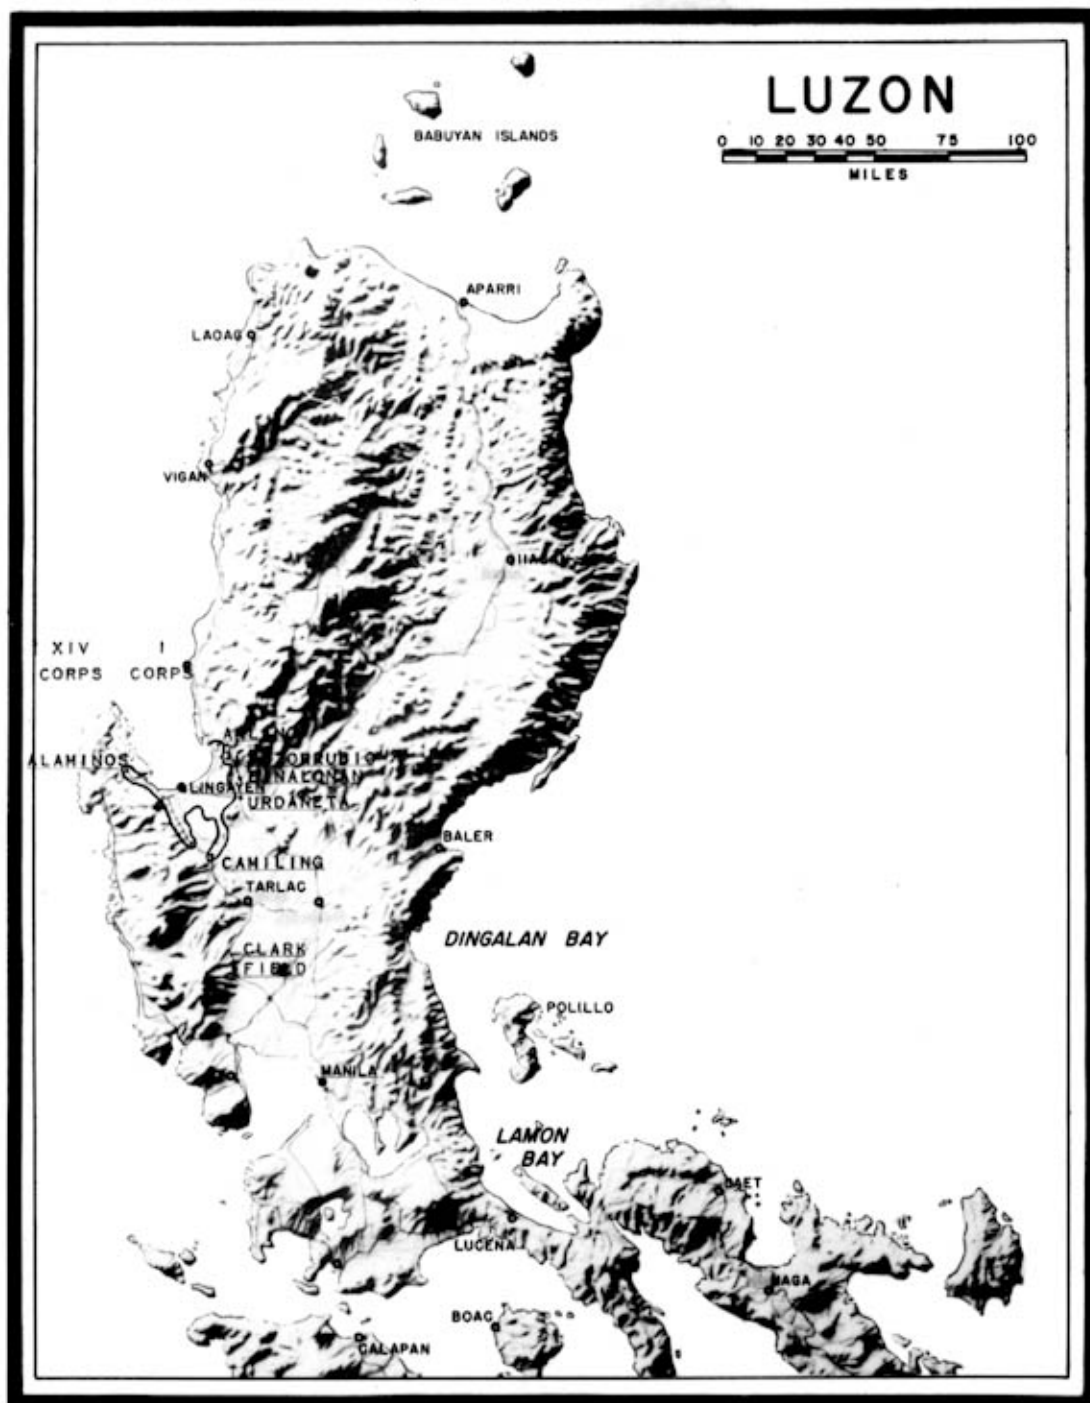 LUZON
0 10 20 30 40 50 75 100
MILES
BABUYAN ISLANDS
APARRI
LAOAG
VIGAN
XIV I
CORPS CORPS
ALAMINOS
LINGAYEN
URDANETA
BALER
CAMILING
TARLAC
DINGALAN BAY
CLARK
FIELD
POLILLO
MANILA
LAMON
BAY
DAET
LUCENA
NAGA
BOAC
CALAPAN